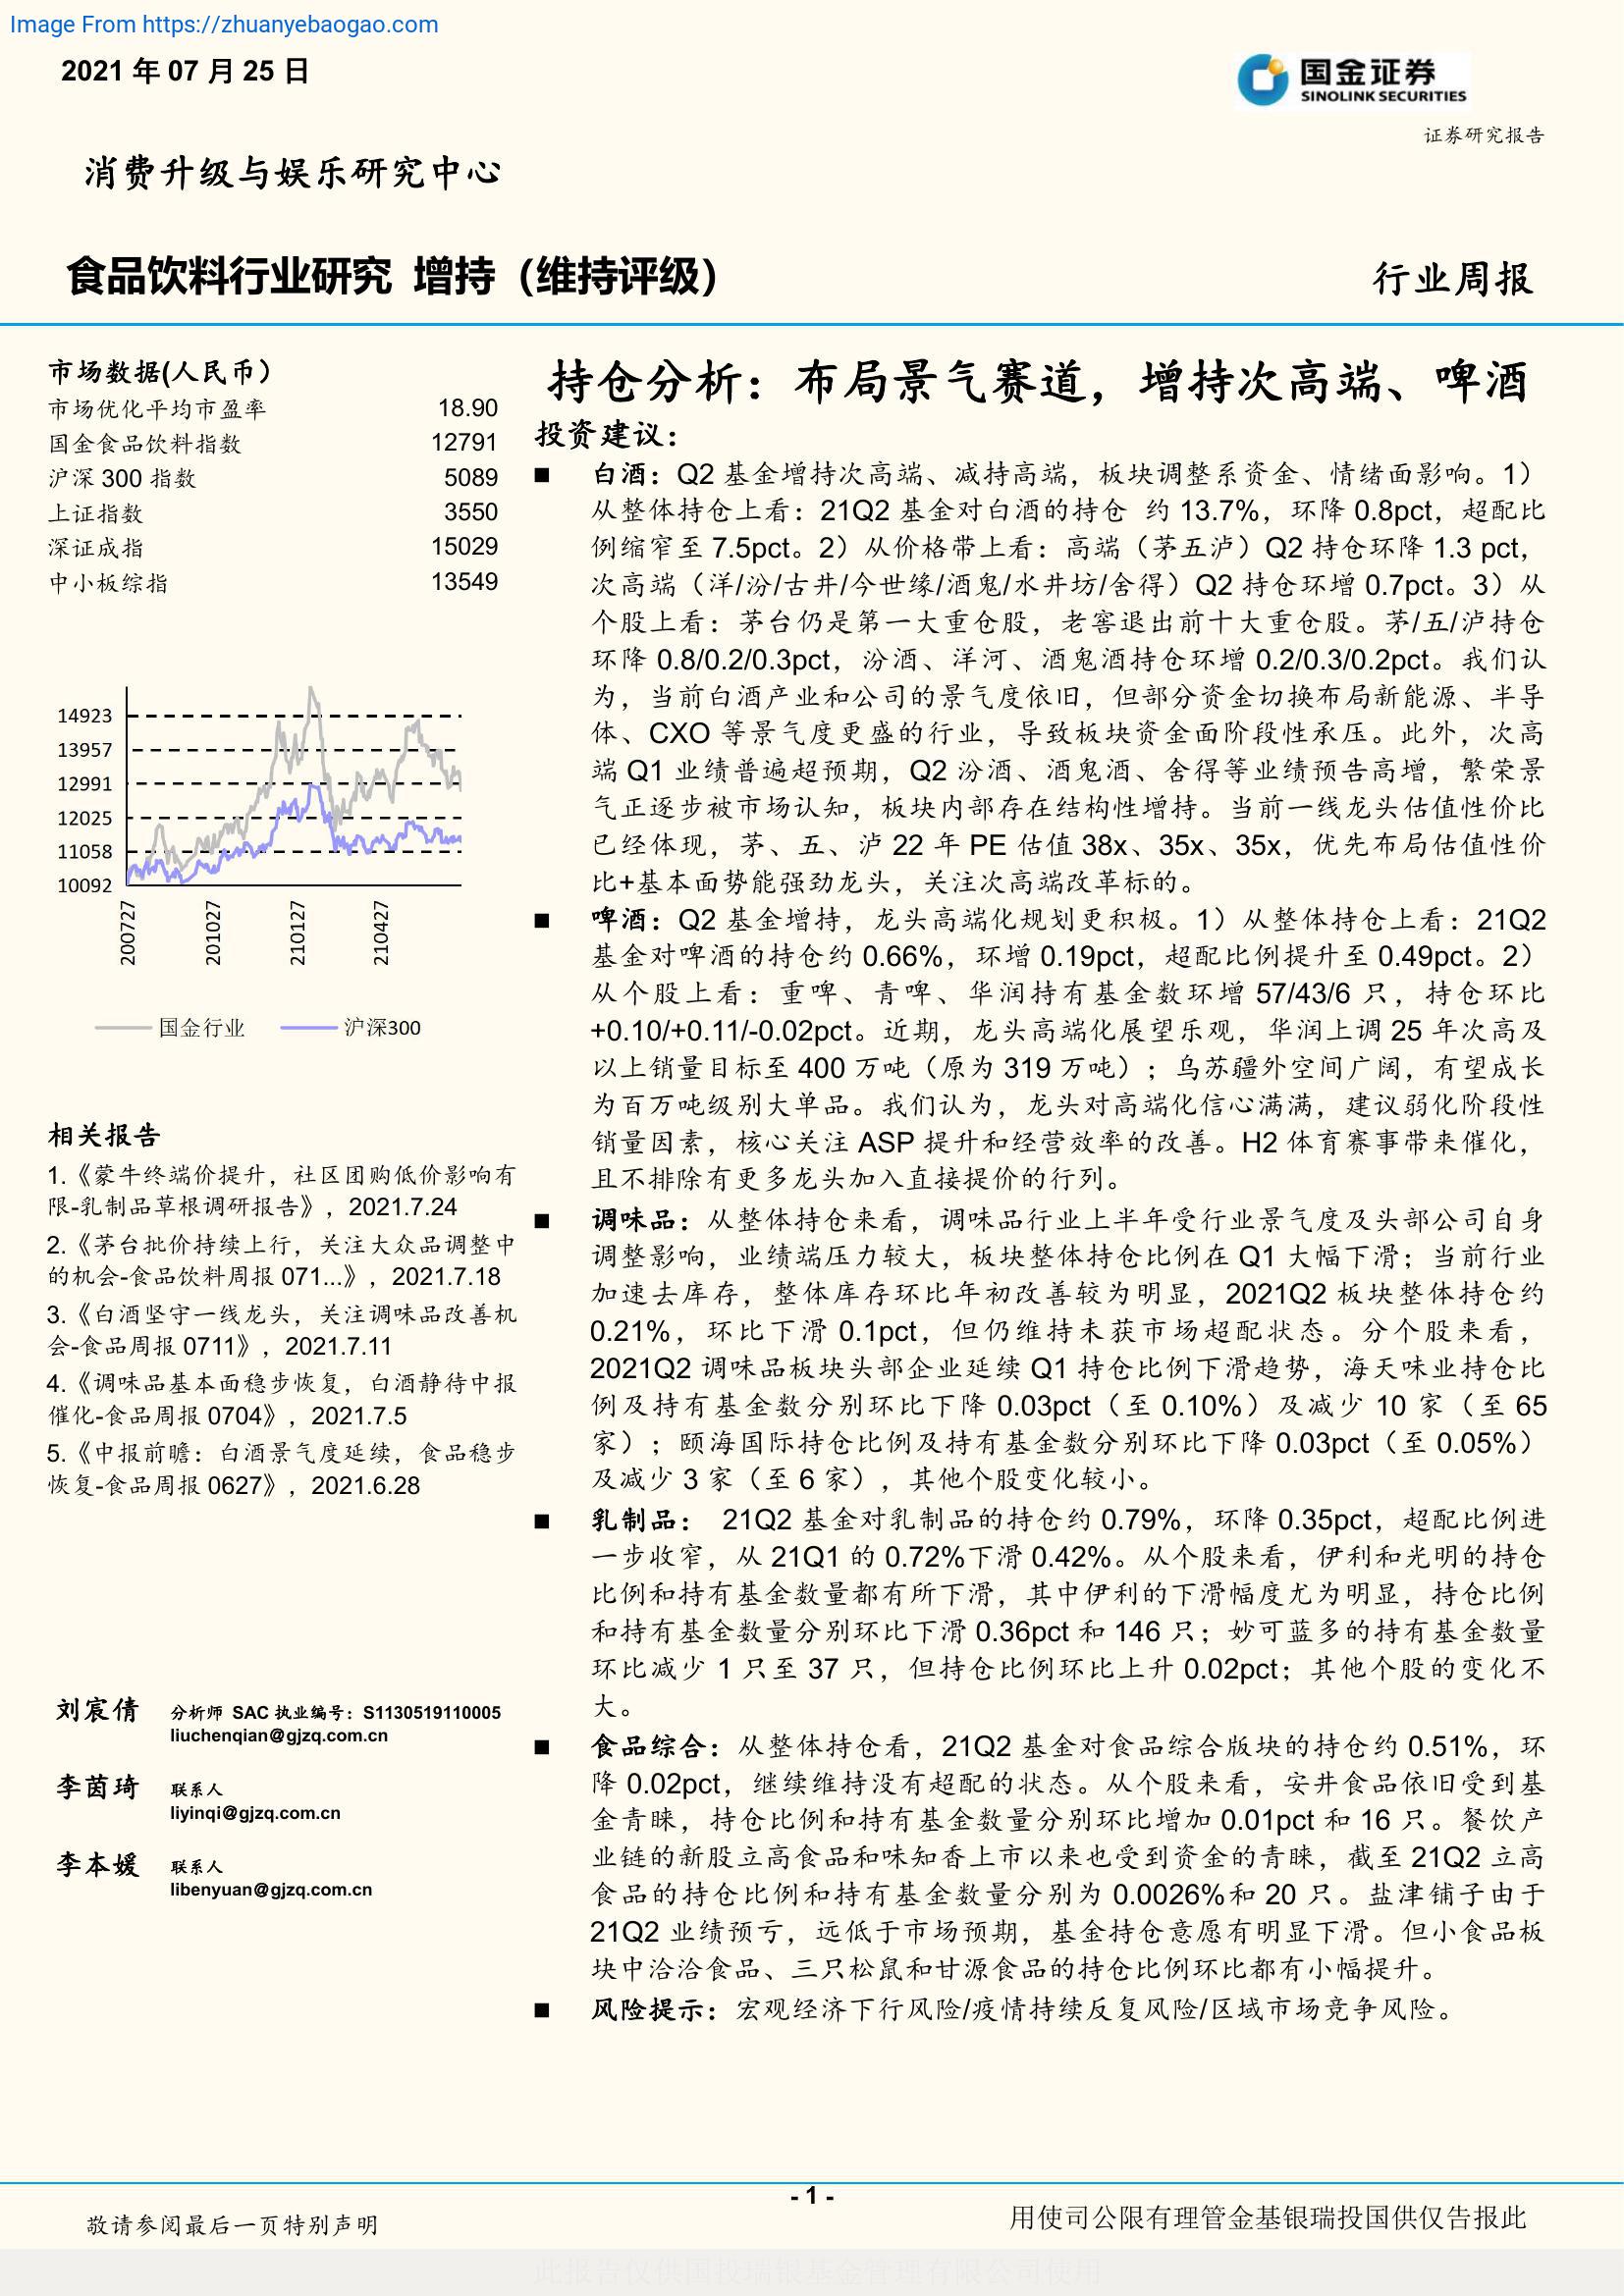 Image From https://zhuanyebaogao.com
2021 年 07 月 25 日
国金证券
SINOLINK SECURITIES
证券研究报告
消费升级与娱乐研究中心
食品饮料行业研究 增持（维持评级）
行业周报
市场数据(人民币）
市场优化平均市盈率 18.90
国金食品饮料指数 12791
沪深 300 指数 5089
上证指数 3550
深证成指 15029
中小板综指 13549
14923
13957
12991
12025
11058
10092
200727
201027
210127
210427
国金行业 沪深300
相关报告
1.《蒙牛终端价提升，社区团购低价影响有
限-乳制品草根调研报告》，2021.7.24
2.《茅台批价持续上行，关注大众品调整中
的机会-食品饮料周报 071...》，2021.7.18
3.《白酒坚守一线龙头，关注调味品改善机
会-食品周报 0711》，2021.7.11
4.《调味品基本面稳步恢复，白酒静待中报
催化-食品周报 0704》，2021.7.5
5.《中报前瞻：白酒景气度延续，食品稳步
恢复-食品周报 0627》，2021.6.28
刘宸倩 分析师 SAC 执业编号：S1130519110005
liuchenqian@gjzq.com.cn
李茵琦 联系人
liyinqi@gjzq.com.cn
李本媛 联系人
libenyuan@gjzq.com.cn
持仓分析：布局景气赛道，增持次高端、啤酒
投资建议：
■ 白酒：Q2 基金增持次高端、减持高端，板块调整系资金、情绪面影响。1）
从整体持仓上看：21Q2 基金对白酒的持仓 约 13.7%，环降 0.8pct，超配比
例缩窄至 7.5pct。2）从价格带上看：高端（茅五泸）Q2 持仓环降 1.3 pct，
次高端（洋/汾/古井/今世缘/酒鬼/水井坊/舍得）Q2 持仓环增 0.7pct。3）从
个股上看：茅台仍是第一大重仓股，老窖退出前十大重仓股。茅/五/泸持仓
环降 0.8/0.2/0.3pct，汾酒、洋河、酒鬼酒持仓环增 0.2/0.3/0.2pct。我们认
为，当前白酒产业和公司的景气度依旧，但部分资金切换布局新能源、半导
体、CXO 等景气度更盛的行业，导致板块资金面阶段性承压。此外，次高
端 Q1 业绩普遍超预期，Q2 汾酒、酒鬼酒、舍得等业绩预告高增，繁荣景
气正逐步被市场认知，板块内部存在结构性增持。当前一线龙头估值性价比
已经体现，茅、五、泸 22 年 PE 估值 38x、35x、35x，优先布局估值性价
比+基本面势能强劲龙头，关注次高端改革标的。
■ 啤酒：Q2 基金增持，龙头高端化规划更积极。1）从整体持仓上看：21Q2
基金对啤酒的持仓约 0.66%，环增 0.19pct，超配比例提升至 0.49pct。2）
从个股上看：重啤、青啤、华润持有基金数环增 57/43/6 只，持仓环比
+0.10/+0.11/-0.02pct。近期，龙头高端化展望乐观，华润上调 25 年次高及
以上销量目标至 400 万吨（原为 319 万吨）；乌苏疆外空间广阔，有望成长
为百万吨级别大单品。我们认为，龙头对高端化信心满满，建议弱化阶段性
销量因素，核心关注 ASP 提升和经营效率的改善。H2 体育赛事带来催化，
且不排除有更多龙头加入直接提价的行列。
■ 调味品：从整体持仓来看，调味品行业上半年受行业景气度及头部公司自身
调整影响，业绩端压力较大，板块整体持仓比例在 Q1 大幅下滑；当前行业
加速去库存，整体库存环比年初改善较为明显，2021Q2 板块整体持仓约
0.21%，环比下滑 0.1pct，但仍维持未获市场超配状态。分个股来看，
2021Q2 调味品板块头部企业延续 Q1 持仓比例下滑趋势，海天味业持仓比
例及持有基金数分别环比下降 0.03pct（至 0.10%）及减少 10 家（至 65
家）；颐海国际持仓比例及持有基金数分别环比下降 0.03pct（至 0.05%）
及减少 3 家（至 6 家），其他个股变化较小。
■ 乳制品： 21Q2 基金对乳制品的持仓约 0.79%，环降 0.35pct，超配比例进
一步收窄，从 21Q1 的 0.72%下滑 0.42%。从个股来看，伊利和光明的持仓
比例和持有基金数量都有所下滑，其中伊利的下滑幅度尤为明显，持仓比例
和持有基金数量分别环比下滑 0.36pct 和 146 只；妙可蓝多的持有基金数量
环比减少 1 只至 37 只，但持仓比例环比上升 0.02pct；其他个股的变化不
大。
■ 食品综合：从整体持仓看，21Q2 基金对食品综合版块的持仓约 0.51%，环
降 0.02pct，继续维持没有超配的状态。从个股来看，安井食品依旧受到基
金青睐，持仓比例和持有基金数量分别环比增加 0.01pct 和 16 只。餐饮产
业链的新股立高食品和味知香上市以来也受到资金的青睐，截至 21Q2 立高
食品的持仓比例和持有基金数量分别为 0.0026%和 20 只。盐津铺子由于
21Q2 业绩预亏，远低于市场预期，基金持仓意愿有明显下滑。但小食品板
块中洽洽食品、三只松鼠和甘源食品的持仓比例环比都有小幅提升。
■ 风险提示：宏观经济下行风险/疫情持续反复风险/区域市场竞争风险。
- 1 -
敬请参阅最后一页特别声明
用使司公限有理管金基银瑞投国供仅告报此
此报告仅供国投瑞银基金管理有限公司使用